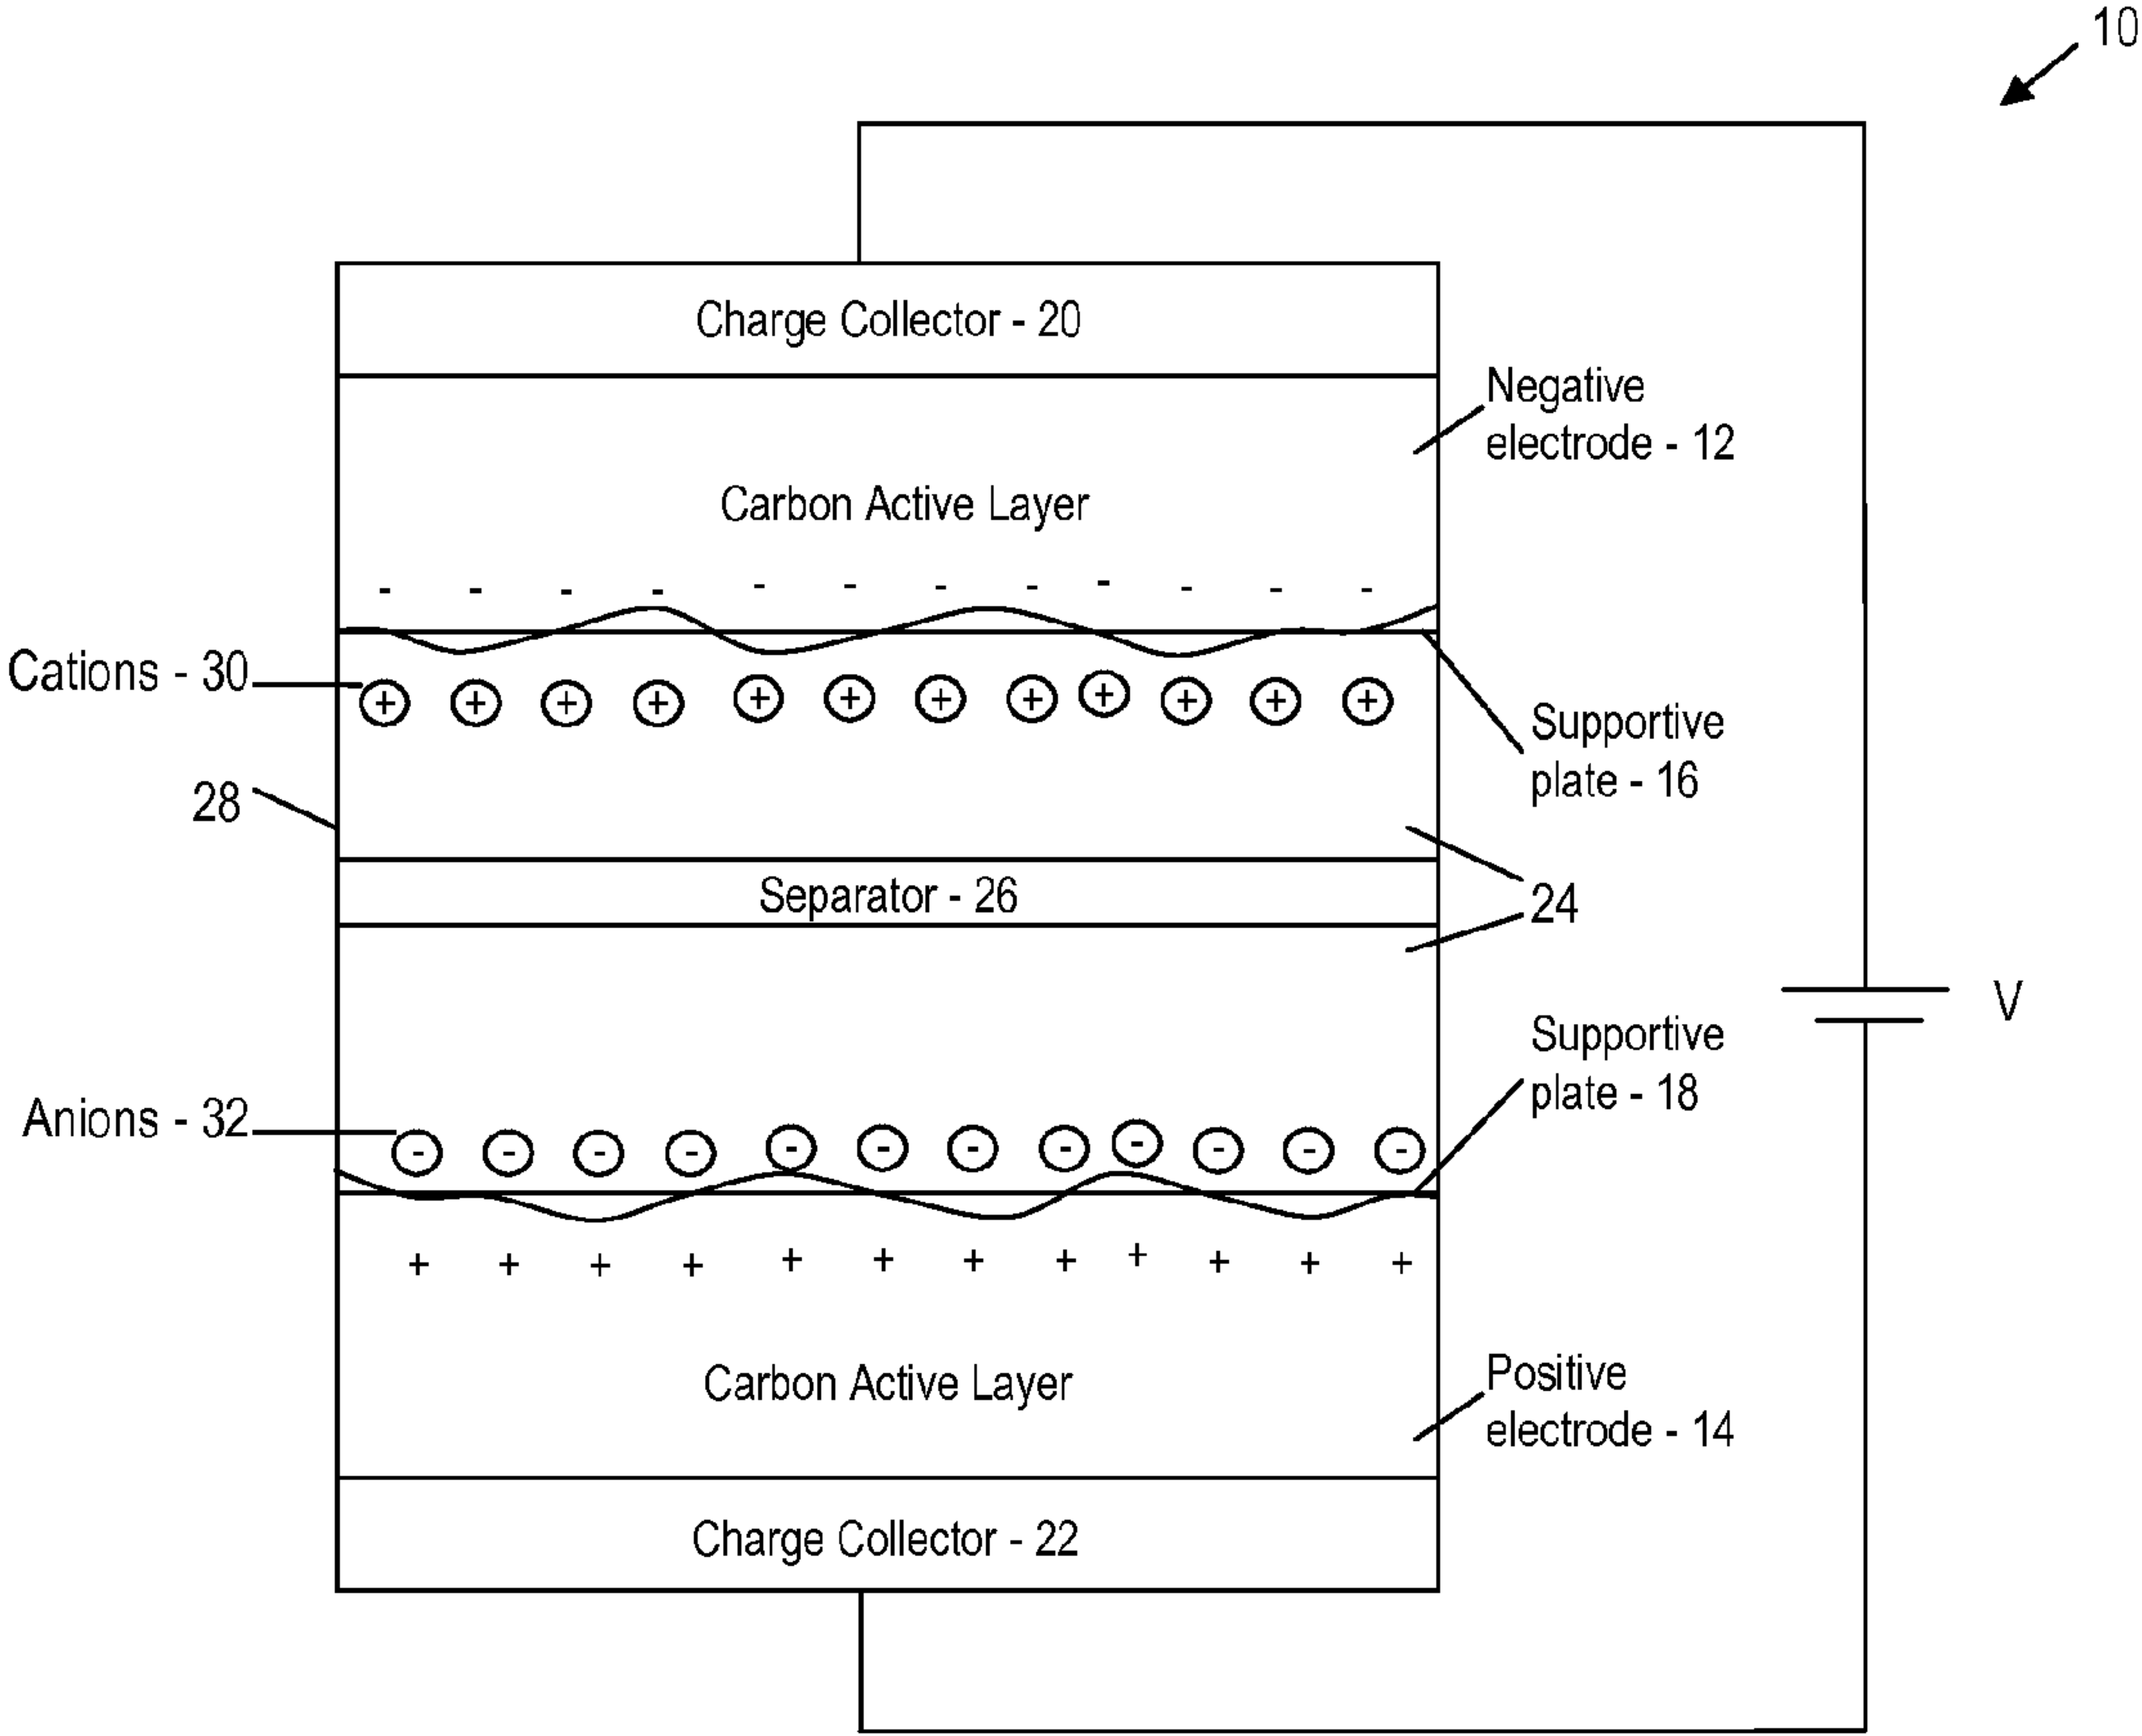 10
Charge Collector - 20
Negative
electrode - 12
Carbon Active Layer
- - - - - - - - - - - -
Cations - 30
+ + + + + + + + + + + +
Supportive
plate - 16
28
Separator - 26
24
V
Supportive
plate - 18
Anions - 32
- - - - - - - - - - - -
+ + + + + + + + + + + +
Carbon Active Layer
Positive
electrode - 14
Charge Collector - 22